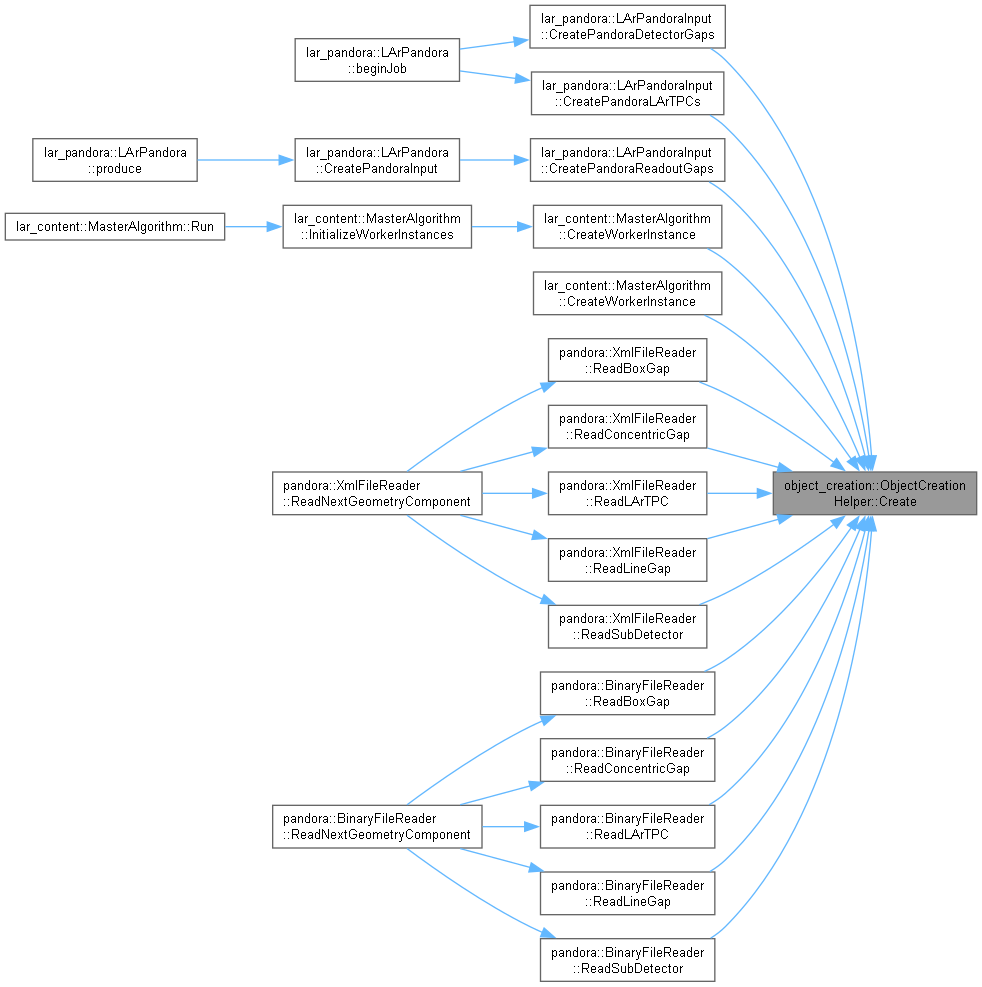 lar_pandora::LArPandoraInput
::CreatePandoraDetectorGaps
lar_pandora::LArPandora
::beginJob
lar_pandora::LArPandoraInput
::CreatePandoraLArTPCs
lar_pandora::LArPandora
::produce
lar_pandora::LArPandora
::CreatePandoraInput
lar_pandora::LArPandoraInput
::CreatePandoraReadoutGaps
lar_content::MasterAlgorithm::Run
lar_content::MasterAlgorithm
::InitializeWorkerInstances
lar_content::MasterAlgorithm
::CreateWorkerInstance
lar_content::MasterAlgorithm
::CreateWorkerInstance
pandora::XmlFileReader
::ReadBoxGap
pandora::XmlFileReader
::ReadConcentricGap
pandora::XmlFileReader
::ReadNextGeometryComponent
pandora::XmlFileReader
::ReadLArTPC
object_creation::ObjectCreation
Helper::Create
pandora::XmlFileReader
::ReadLineGap
pandora::XmlFileReader
::ReadSubDetector
pandora::BinaryFileReader
::ReadBoxGap
pandora::BinaryFileReader
::ReadConcentricGap
pandora::BinaryFileReader
::ReadNextGeometryComponent
pandora::BinaryFileReader
::ReadLArTPC
pandora::BinaryFileReader
::ReadLineGap
pandora::BinaryFileReader
::ReadSubDetector